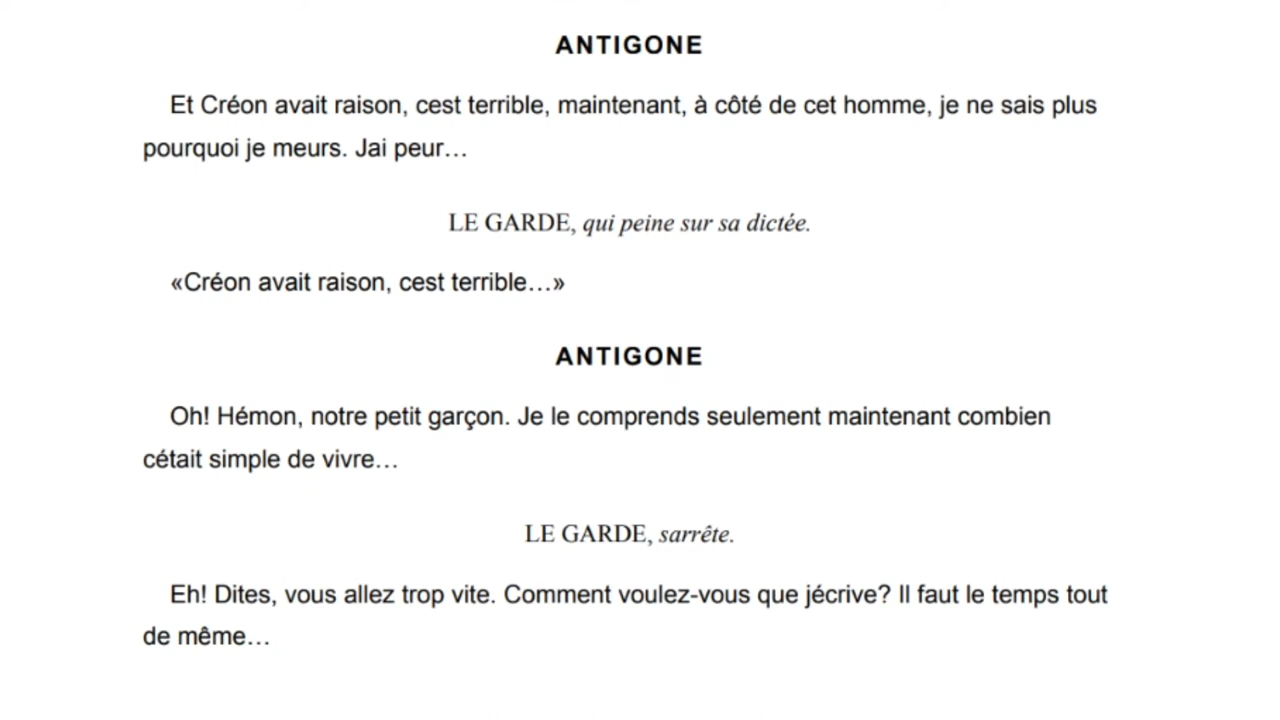 ANTIGONE
Et Créon avait raison, cest terrible, maintenant, à côté de cet homme, je ne sais plus
pourquoi je meurs. Jai peur…
LE GARDE, qui peine sur sa dictée.
«Créon avait raison, cest terrible…»
ANTIGONE
Oh! Hémon, notre petit garçon. Je le comprends seulement maintenant combien
cétait simple de vivre…
LE GARDE, sarrête.
Eh! Dites, vous allez trop vite. Comment voulez-vous que jécrive? Il faut le temps tout
de même…